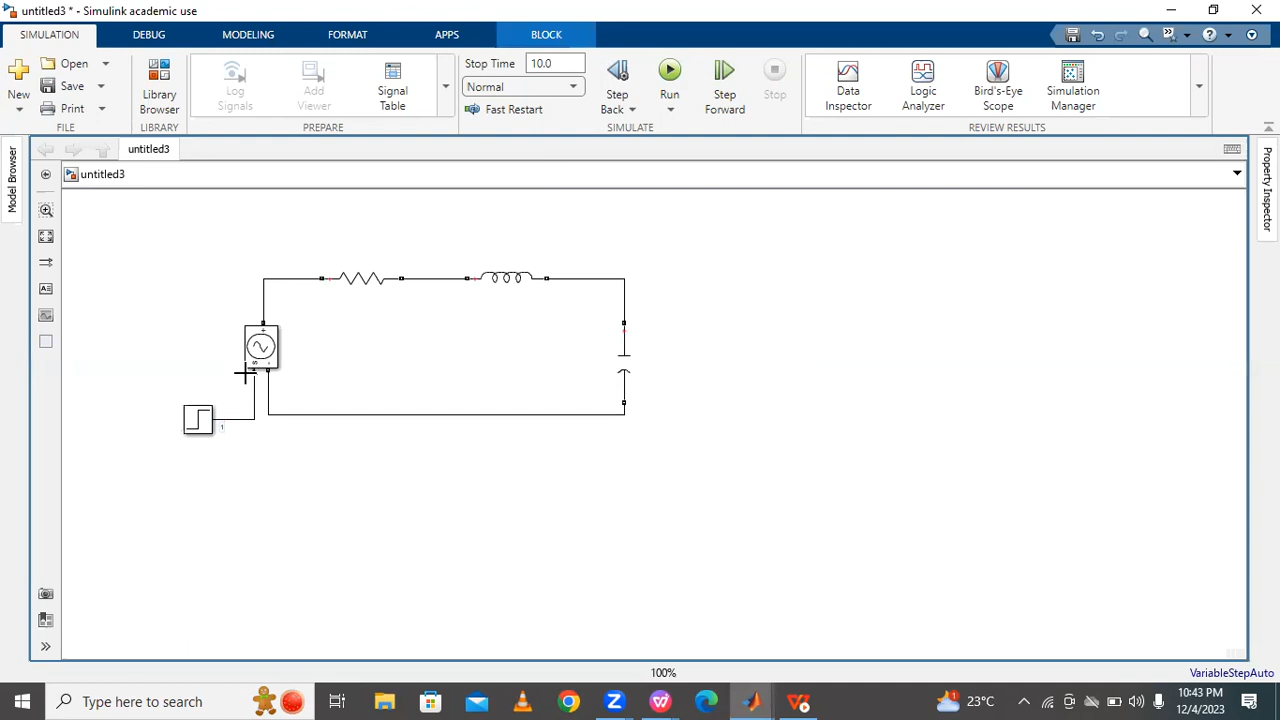 untitled3 * - Simulink academic use
SIMULATION DEBUG MODELING FORMAT APPS BLOCK
New
Open
Save
Print
FILE
Library Browser
LIBRARY
Log Signals
Add Viewer
Signal Table
PREPARE
Stop Time 10.0
Normal
Fast Restart
Step Back
Run
Step Forward
Stop
SIMULATE
Data Inspector
Logic Analyzer
Bird's-Eye Scope
Simulation Manager
REVIEW RESULTS
Model Browser
untitled3
untitled3
Property Inspector
+
s -
1
100%
VariableStepAuto
Type here to search
1
23°C
10:43 PM
12/4/2023